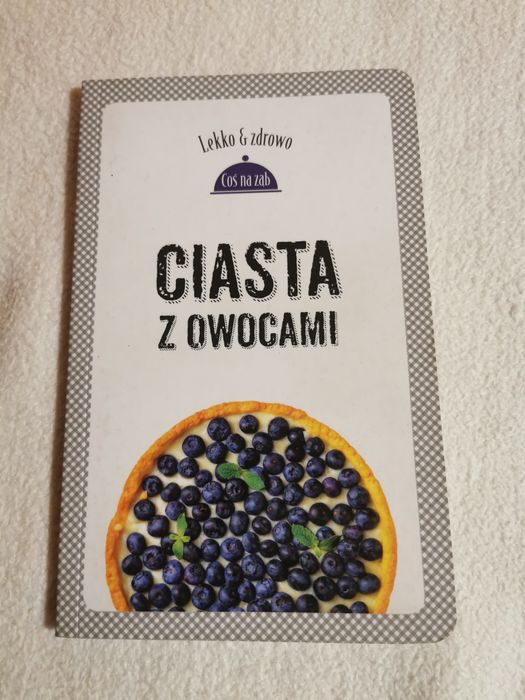 Lekko & zdrowo
Coś na ząb
CIASTA
Z OWOCAMI